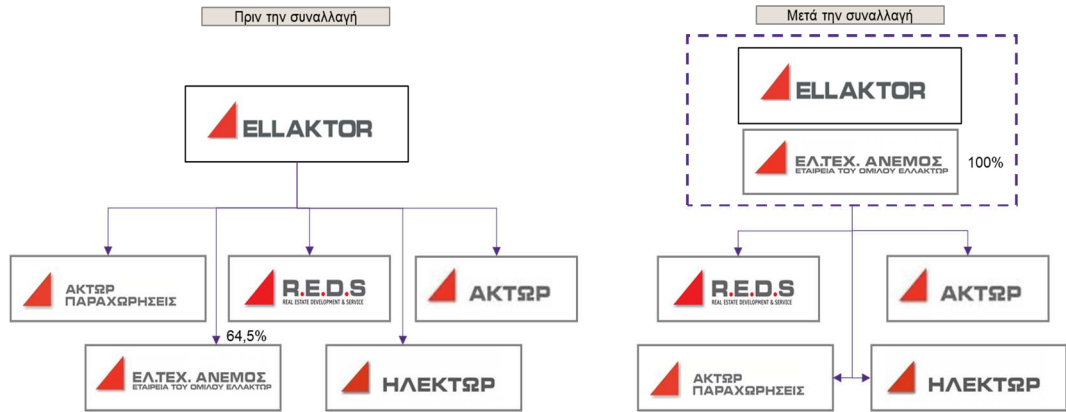 Πριν την συναλλαγή
ELLAKTOR
ΑΚΤΩΡ
ΠΑΡΑΧΩΡΗΣΕΙΣ
R.E.D.S
REAL ESTATE DEVELOPMENT & SERVICE
ΑΚΤΩΡ
64,5%
ΕΛ.ΤΕΧ. ΑΝΕΜΟΣ
ΕΤΑΙΡΕΙΑ ΤΟΥ ΟΜΙΛΟΥ ΕΛΛΑΚΤΩΡ
ΗΛΕΚΤΩΡ
Μετά την συναλλαγή
ELLAKTOR
ΕΛ.ΤΕΧ. ΑΝΕΜΟΣ
ΕΤΑΙΡΕΙΑ ΤΟΥ ΟΜΙΛΟΥ ΕΛΛΑΚΤΩΡ
100%
R.E.D.S
REAL ESTATE DEVELOPMENT & SERVICE
ΑΚΤΩΡ
ΑΚΤΩΡ
ΠΑΡΑΧΩΡΗΣΕΙΣ
ΗΛΕΚΤΩΡ